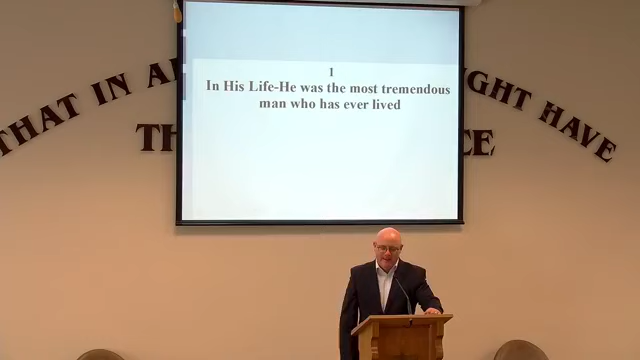 THAT IN AL
GHT HAVE
TH
CE
1
In His Life-He was the most tremendous
man who has ever lived